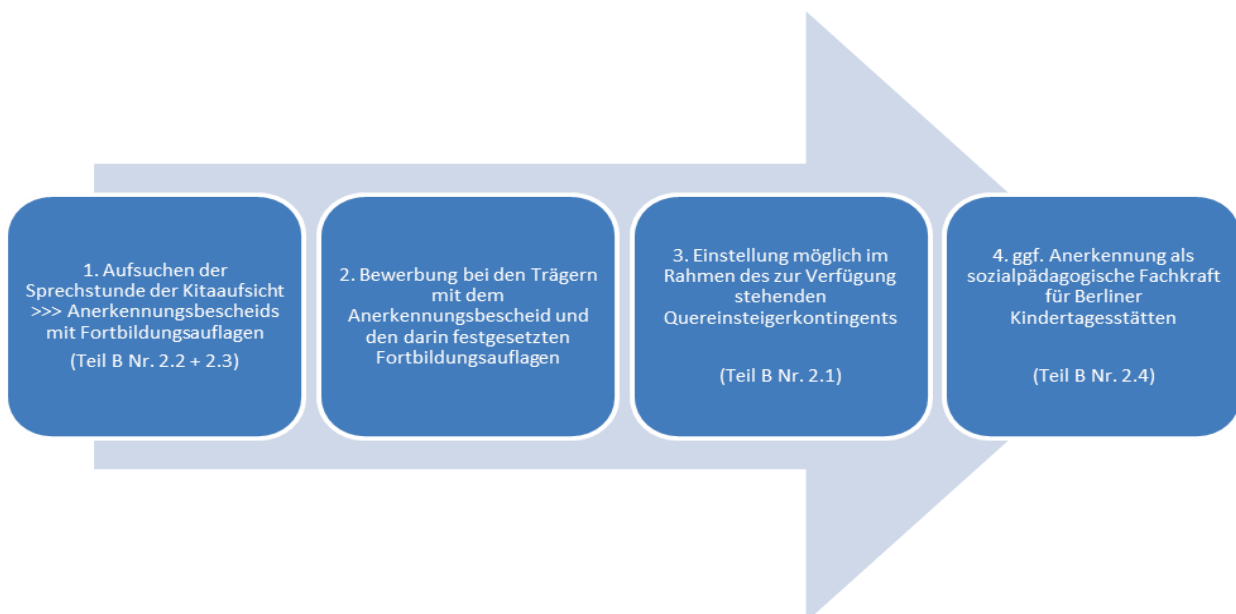 1. Aufsuchen der
Sprechstunde der Kitaaufsicht
>>> Anerkennungsbescheids
mit Fortbildungsauflagen
(Teil B Nr. 2.2 + 2.3)
2. Bewerbung bei den Trägern
mit dem
Anerkennungsbescheid und
den darin festgesetzten
Fortbildungsauflagen
3. Einstellung möglich im
Rahmen des zur Verfügung
stehenden
Quereinsteigerkontingents
(Teil B Nr. 2.1)
4. ggf. Anerkennung als
sozialpädagogische Fachkraft
für Berliner
Kindertagesstätten
(Teil B Nr. 2.4)